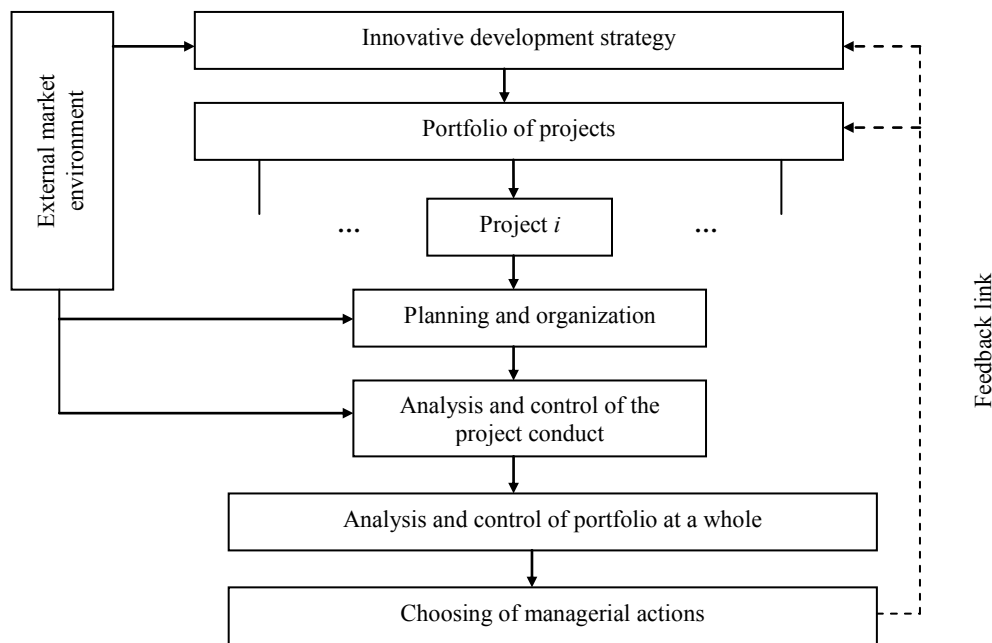 Innovative development strategy
External market
environment
Portfolio of projects
...
Project i
...
Planning and organization
Analysis and control of the
project conduct
Analysis and control of portfolio at a whole
Choosing of managerial actions
Feedback link